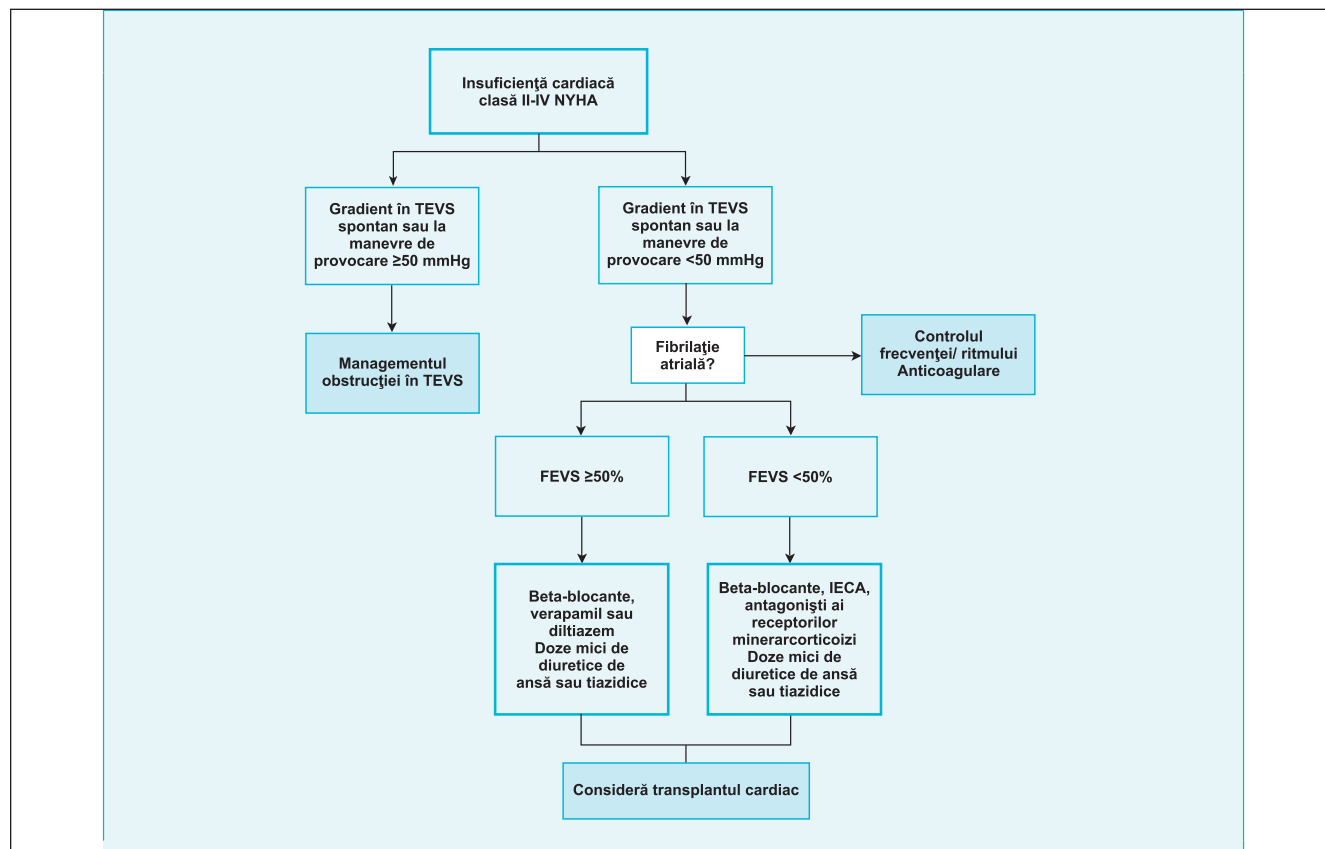 Insuficienţă cardiacă
clasă II-IV NYHA
Gradient în TEVS
spontan sau la
manevre de
provocare ≥50 mmHg
Gradient în TEVS
spontan sau la
manevre de
provocare <50 mmHg
Managementul
obstrucţiei în TEVS
Fibrilaţie
atrială?
Controlul
frecvenţei/ ritmului
Anticoagulare
FEVS ≥50%
FEVS <50%
Beta-blocante,
verapamil sau
diltiazem
Doze mici de
diuretice de
ansă sau tiazidice
Beta-blocante, IECA,
antagonişti ai
receptorilor
minerarcorticoizi
Doze mici de
diuretice de ansă
sau tiazidice
Consideră transplantul cardiac